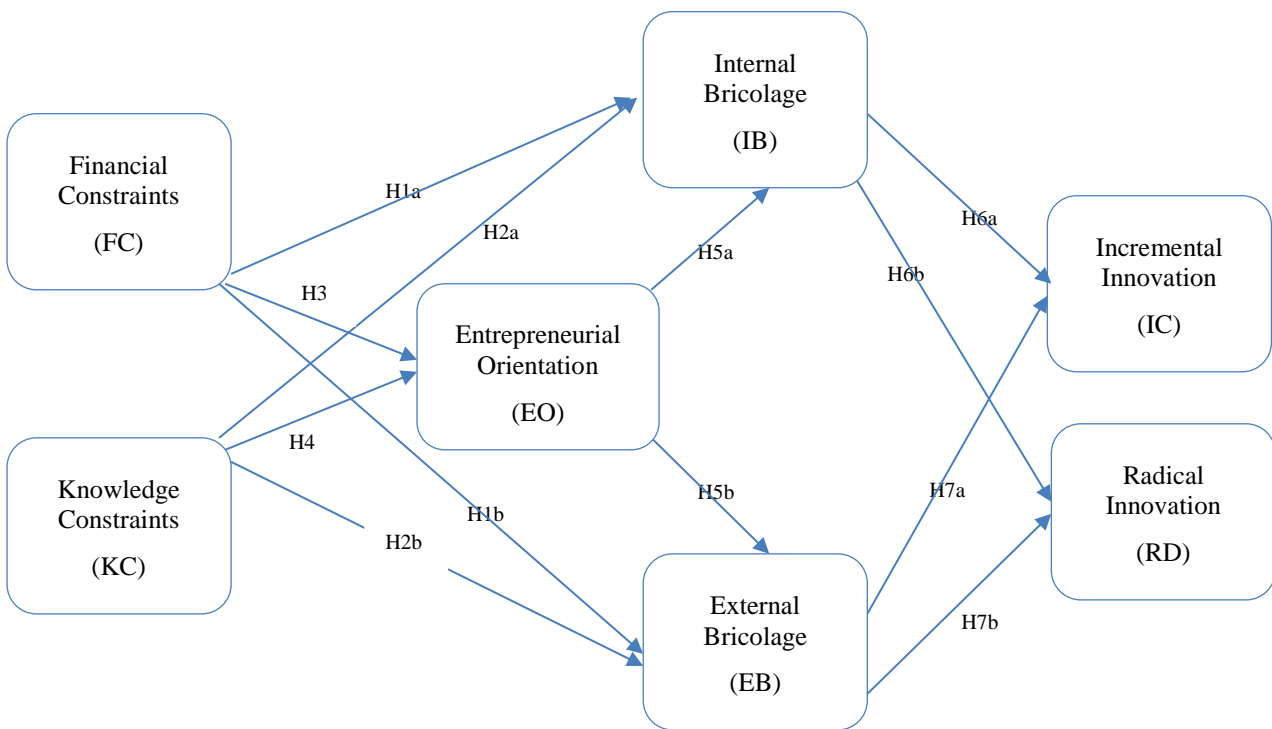 Internal
Bricolage
(IB)
Financial
Constraints
(FC)
H1a
H2a
H5a
H6a
H6b
Incremental
Innovation
(IC)
H3
Entrepreneurial
Orientation
(EO)
H4
Knowledge
Constraints
(KC)
H1b
H2b
H5b
H7a
Radical
Innovation
(RD)
External
Bricolage
(EB)
H7b